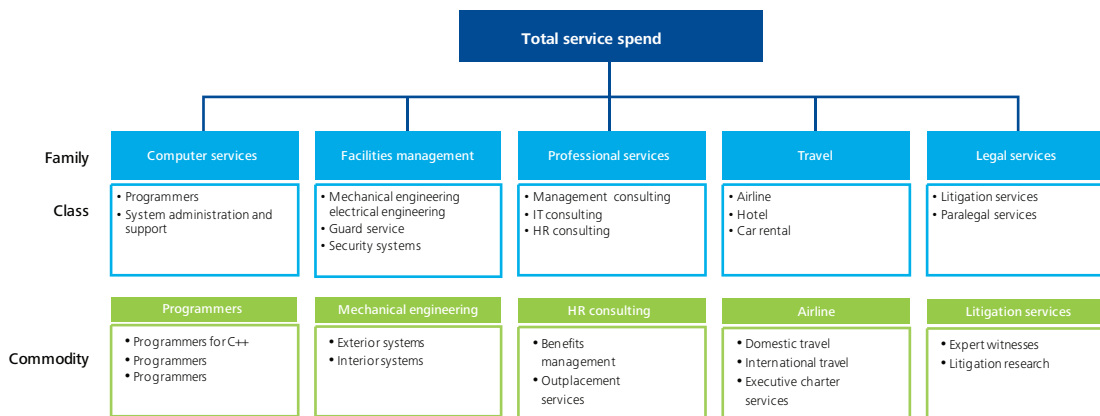 Total service spend
Family
Computer services
Facilities management
Professional services
Travel
Legal services
Class
• Programmers
• System administration and
support
• Mechanical engineering
electrical engineering
• Guard service
• Security systems
• Management consulting
• IT consulting
• HR consulting
• Airline
• Hotel
• Car rental
• Litigation services
• Paralegal services
Commodity
Programmers
• Programmers for C++
• Programmers
• Programmers
Mechanical engineering
• Exterior systems
• Interior systems
HR consulting
• Benefits
management
• Outplacement
services
Airline
• Domestic travel
• International travel
• Executive charter
services
Litigation services
• Expert witnesses
• Litigation research